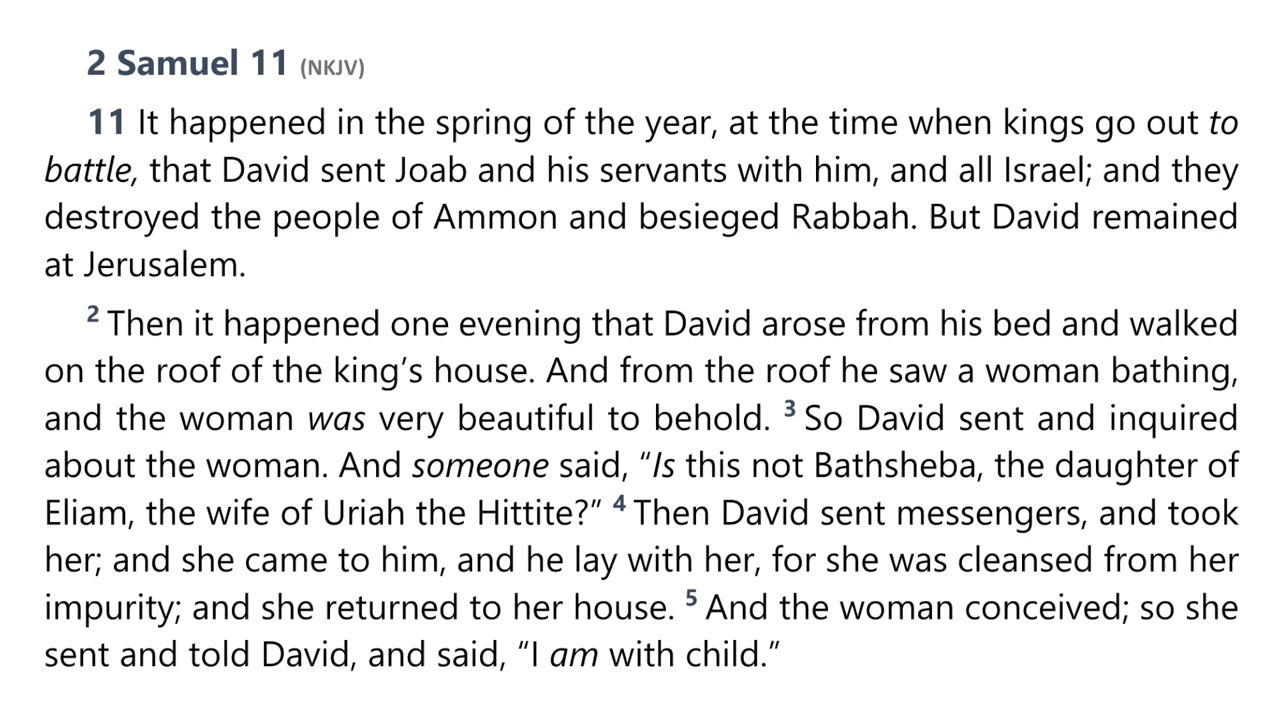 2 Samuel 11 (NKJV)
11 It happened in the spring of the year, at the time when kings go out to
battle, that David sent Joab and his servants with him, and all Israel; and they
destroyed the people of Ammon and besieged Rabbah. But David remained
at Jerusalem.
2 Then it happened one evening that David arose from his bed and walked
on the roof of the king’s house. And from the roof he saw a woman bathing,
and the woman was very beautiful to behold. 3 So David sent and inquired
about the woman. And someone said, “Is this not Bathsheba, the daughter of
Eliam, the wife of Uriah the Hittite?” 4 Then David sent messengers, and took
her; and she came to him, and he lay with her, for she was cleansed from her
impurity; and she returned to her house. 5 And the woman conceived; so she
sent and told David, and said, “I am with child.”